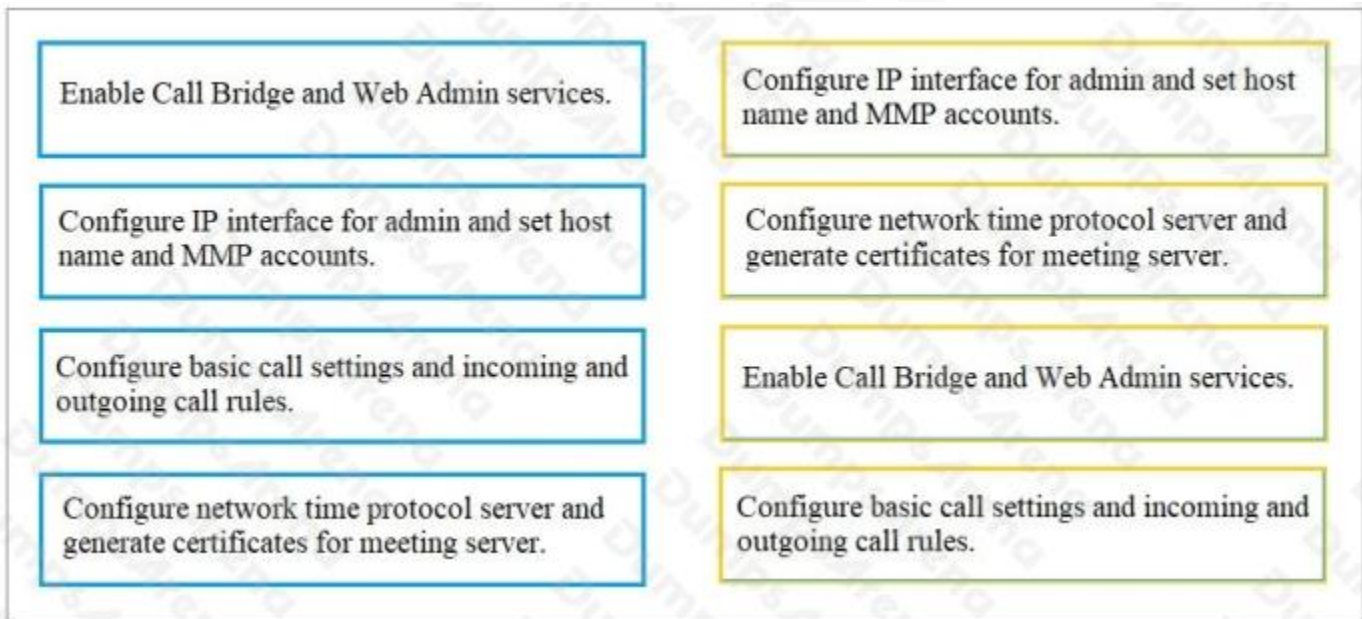 Enable Call Bridge and Web Admin services.
Configure IP interface for admin and set host
name and MMP accounts.
Configure basic call settings and incoming and
outgoing call rules.
Configure network time protocol server and
generate certificates for meeting server.
Configure IP interface for admin and set host
name and MMP accounts.
Configure network time protocol server and
generate certificates for meeting server.
Enable Call Bridge and Web Admin services.
Configure basic call settings and incoming and
outgoing call rules.
DumpsArena